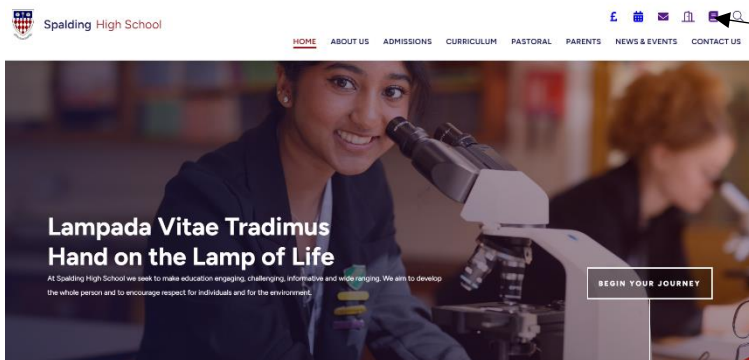 Spalding High School
£
HOME ABOUT US ADMISSIONS CURRICULUM PASTORAL PARENTS NEWS & EVENTS CONTACT US
Lampada Vitae Tradimus
Hand on the Lamp of Life
At Spalding High School we seek to make education engaging, challenging, informative and wide ranging. We aim to develop
the whole person and to encourage respect for individuals and for the environment.
BEGIN YOUR JOURNEY